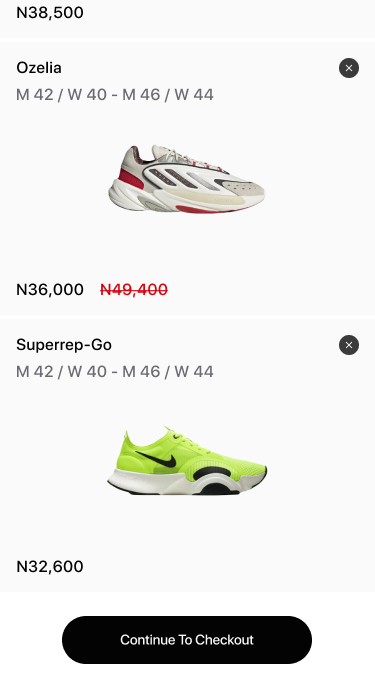 N38,500
Ozelia
M 42 / W 40 - M 46 / W 44
N36,000 N49,400
Superrep-Go
M 42 / W 40 - M 46 / W 44
N32,600
Continue To Checkout